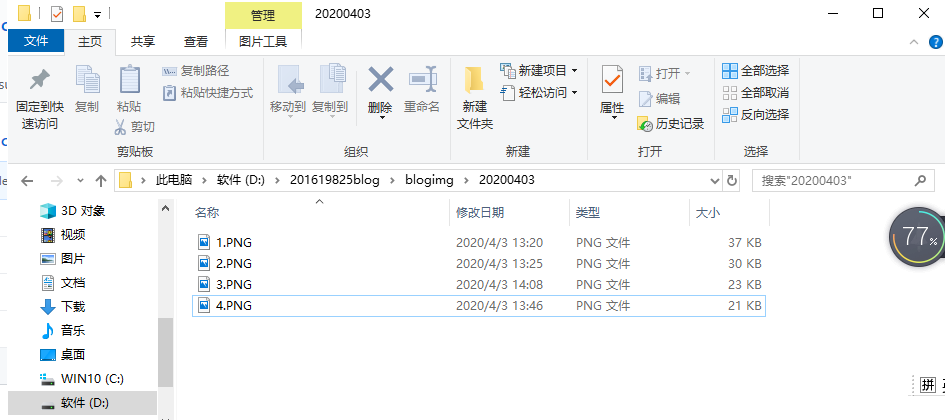 管理
20200403
文件
主页
共享
查看
图片工具
固定到快速访问
复制
粘贴
复制路径
粘贴快捷方式
剪切
移动到
复制到
删除
重命名
新建
文件夹
新建项目
轻松访问
属性
打开
编辑
历史记录
全部选择
全部取消
反向选择
剪贴板
组织
新建
打开
选择
此电脑 > 软件 (D:) > 201619825blog > blogimg > 20200403
搜索"20200403"
名称 修改日期 类型 大小
3D 对象
视频
图片
文档
下载
音乐
桌面
WIN10 (C:)
软件 (D:)
1.PNG 2020/4/3 13:20 PNG 文件 37 KB
2.PNG 2020/4/3 13:25 PNG 文件 30 KB
3.PNG 2020/4/3 14:08 PNG 文件 23 KB
4.PNG 2020/4/3 13:46 PNG 文件 21 KB
77%
拼